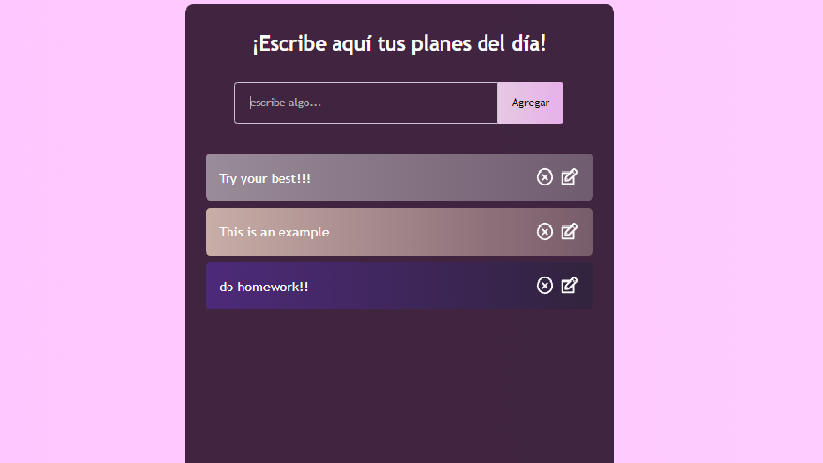 ¡Escribe aquí tus planes del día!
escribe algo...
Agregar
Try your best!!!
This is an example
do homework!!